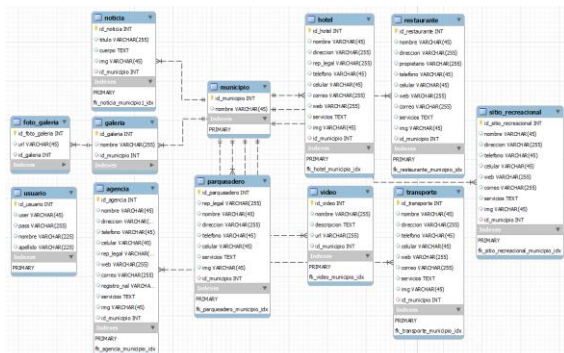 noticia
id_noticia INT
titulo VARCHAR(255)
cuerpo TEXT
img VARCHAR(45)
id_municipio INT
Indexes
PRIMARY
fk_noticia_municipio1_idx
foto_galeria
id_foto_galeria INT
url VARCHAR(45)
id_galeria INT
Indexes
galeria
id_galeria INT
nombre VARCHAR(255)
id_municipio INT
Indexes
municipio
id_municipio INT
nombre VARCHAR(45)
Indexes
PRIMARY
hotel
id_hotel INT
nombre VARCHAR(45)
direccion VARCHAR(255)
rep_legal VARCHAR(255)
telefono VARCHAR(45)
celular VARCHAR(45)
correo VARCHAR(255)
web VARCHAR(255)
servicios TEXT
img VARCHAR(45)
id_municipio INT
Indexes
PRIMARY
fk_hotel_municipio_idx
restaurante
id_restaurante INT
nombre VARCHAR(45)
direccion VARCHAR(255)
propietario VARCHAR(255)
telefono VARCHAR(45)
celular VARCHAR(45)
web VARCHAR(255)
correo VARCHAR(255)
servicios TEXT
img VARCHAR(45)
id_municipio INT
Indexes
PRIMARY
fk_restaurante_municipio_idx
sitio_recreacional
id_sitio_recreacional INT
nombre VARCHAR(45)
direccion VARCHAR(255)
telefono VARCHAR(45)
celular VARCHAR(45)
web VARCHAR(255)
correo VARCHAR(255)
servicios TEXT
img VARCHAR(45)
id_municipio INT
Indexes
PRIMARY
fk_sitio_recreacional_municipio_idx
usuario
id_usuario INT
user VARCHAR(45)
pass VARCHAR(255)
nombre VARCHAR(225)
apellido VARCHAR(225)
Indexes
PRIMARY
agencia
id_agencia INT
nombre VARCHAR(255)
direccion VARCHAR(...
telefono VARCHAR(45)
celular VARCHAR(45)
rep_legal VARCHAR(...
web VARCHAR(255)
correo VARCHAR(255)
registro_nal VARCHA...
servicios TEXT
img VARCHAR(45)
id_municipio INT
Indexes
PRIMARY
fk_agencia_municipio_idx
parqueadero
id_parqueadero INT
rep_legal VARCHAR(255)
nombre VARCHAR(45)
direccion VARCHAR(255)
telefono VARCHAR(45)
celular VARCHAR(45)
servicios TEXT
img VARCHAR(45)
id_municipio INT
Indexes
PRIMARY
fk_parqueadero_municipio_idx
video
id_video INT
nombre VARCHAR(255)
descripcion TEXT
url VARCHAR(255)
id_municipio INT
Indexes
PRIMARY
fk_video_municipio_idx
transporte
id_transporte INT
nombre VARCHAR(45)
direccion VARCHAR(255)
telefono VARCHAR(45)
celular VARCHAR(45)
web VARCHAR(255)
correo VARCHAR(255)
servicios TEXT
img VARCHAR(45)
id_municipio INT
Indexes
PRIMARY
fk_transporte_municipio_idx